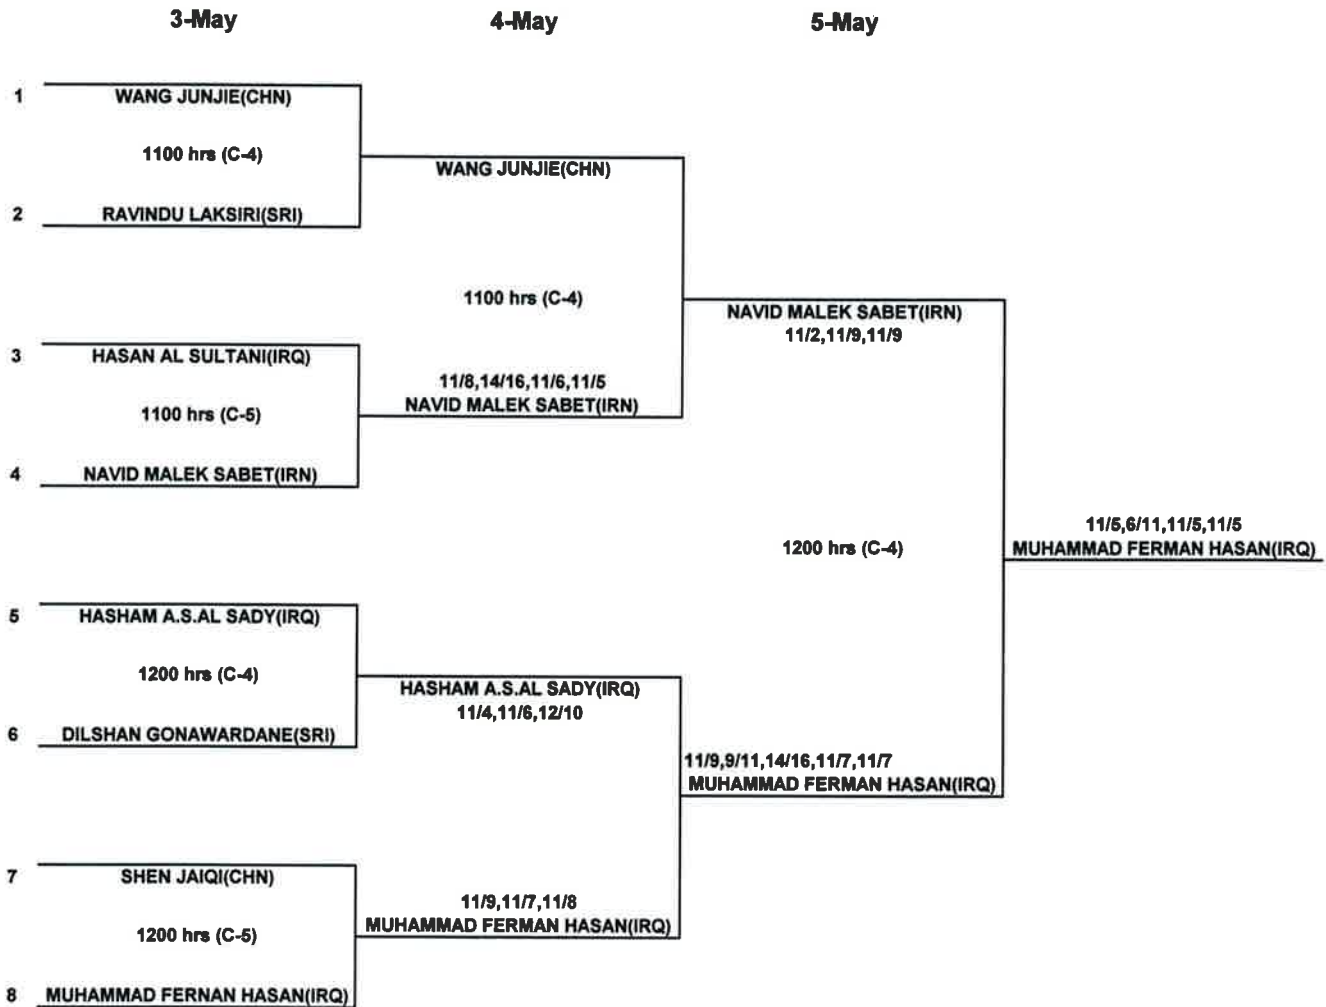 3-May 4-May 5-May
1 WANG JUNJIE(CHN)
1100 hrs (C-4)
WANG JUNJIE(CHN)
2 RAVINDU LAKSIRI(SRI)
1100 hrs (C-4)
NAVID MALEK SABET(IRN)
11/2,11/9,11/9
3 HASAN AL SULTANI(IRQ)
11/8,14/16,11/6,11/5
1100 hrs (C-5)
NAVID MALEK SABET(IRN)
4 NAVID MALEK SABET(IRN)
11/5,6/11,11/5,11/5
1200 hrs (C-4)
MUHAMMAD FERMAN HASAN(IRQ)
5 HASHAM A.S.AL SADY(IRQ)
1200 hrs (C-4)
HASHAM A.S.AL SADY(IRQ)
11/4,11/6,12/10
6 DILSHAN GONAWARDANE(SRI)
11/9,9/11,14/16,11/7,11/7
MUHAMMAD FERMAN HASAN(IRQ)
7 SHEN JAIQI(CHN)
11/9,11/7,11/8
MUHAMMAD FERMAN HASAN(IRQ)
1200 hrs (C-5)
8 MUHAMMAD FERNAN HASAN(IRQ)